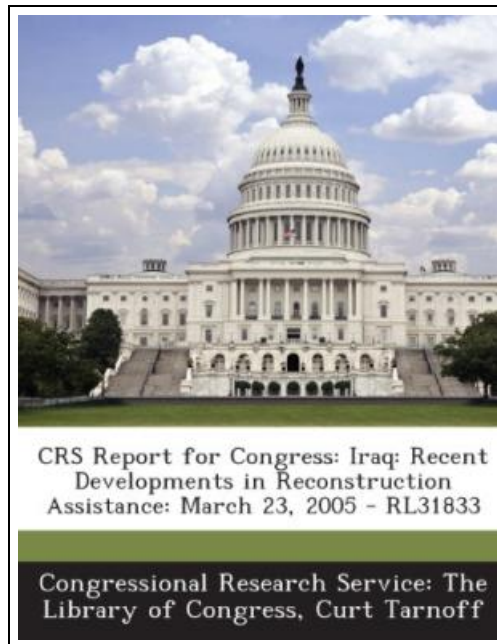 CRS Report for Congress: Iraq: Recent
Developments in Reconstruction
Assistance: March 23, 2005 - RL31833
Congressional Research Service: The
Library of Congress, Curt Tarnoff